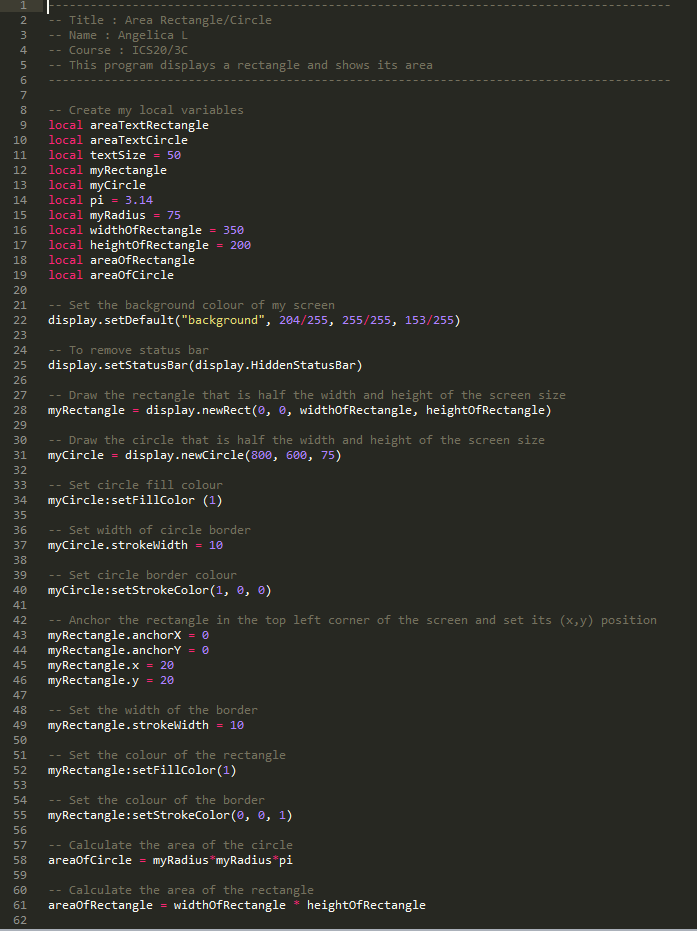 1 -----------------------------------------------------------------------------------------
2 -- Title : Area Rectangle/Circle
3 -- Name : Angelica L
4 -- Course : ICS20/3C
5 -- This program displays a rectangle and shows its area
6 -----------------------------------------------------------------------------------------
7
8 -- Create my local variables
9 local areaTextRectangle
10 local areaTextCircle
11 local textSize = 50
12 local myRectangle
13 local myCircle
14 local pi = 3.14
15 local myRadius = 75
16 local widthOfRectangle = 350
17 local heightOfRectangle = 200
18 local areaOfRectangle
19 local areaOfCircle
20
21 -- Set the background colour of my screen
22 display.setDefault("background", 204/255, 255/255, 153/255)
23
24 -- To remove status bar
25 display.setStatusBar(display.HiddenStatusBar)
26
27 -- Draw the rectangle that is half the width and height of the screen size
28 myRectangle = display.newRect(0, 0, widthOfRectangle, heightOfRectangle)
29
30 -- Draw the circle that is half the width and height of the screen size
31 myCircle = display.newCircle(800, 600, 75)
32
33 -- Set circle fill colour
34 myCircle:setFillColor (1)
35
36 -- Set width of circle border
37 myCircle.strokeWidth = 10
38
39 -- Set circle border colour
40 myCircle:setStrokeColor(1, 0, 0)
41
42 -- Anchor the rectangle in the top left corner of the screen and set its (x,y) position
43 myRectangle.anchorX = 0
44 myRectangle.anchorY = 0
45 myRectangle.x = 20
46 myRectangle.y = 20
47
48 -- Set the width of the border
49 myRectangle.strokeWidth = 10
50
51 -- Set the colour of the rectangle
52 myRectangle:setFillColor(1)
53
54 -- Set the colour of the border
55 myRectangle:setStrokeColor(0, 0, 1)
56
57 -- Calculate the area of the circle
58 areaOfCircle = myRadius*myRadius*pi
59
60 -- Calculate the area of the rectangle
61 areaOfRectangle = widthOfRectangle * heightOfRectangle
62